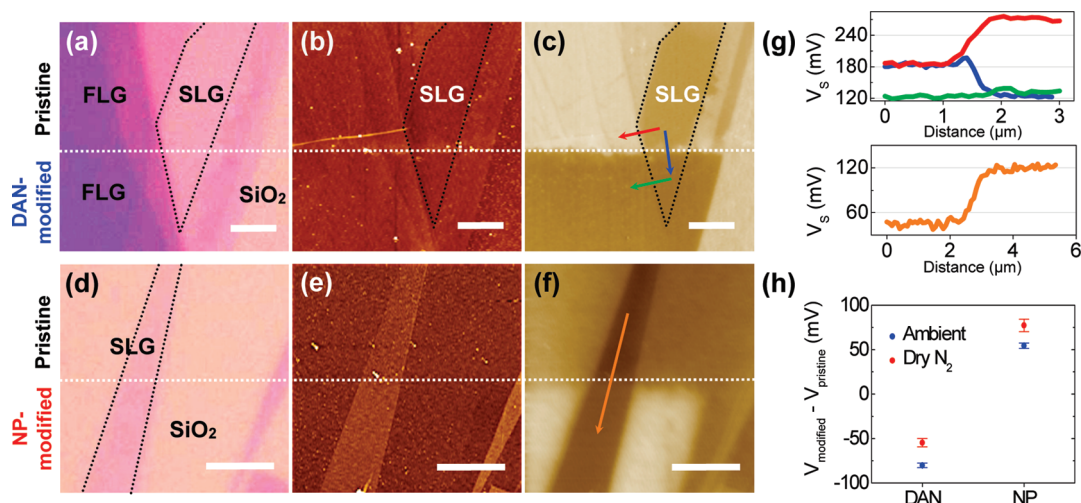 Pristine
DAN-
modified
(a)
FLG
SLG
FLG
SiO₂
(b)
SLG
(c)
SLG
Pristine
NP-
modified
(d)
SLG
SiO₂
(e)
(f)
(g)
Vₛ (mV)
240
180
120
0 1 2 3
Distance (μm)
Vₛ (mV)
120
60
0 2 4 6
Distance (μm)
(h)
V_modified - V_pristine (mV)
100
50
0
-50
-100
Ambient
Dry N₂
DAN NP